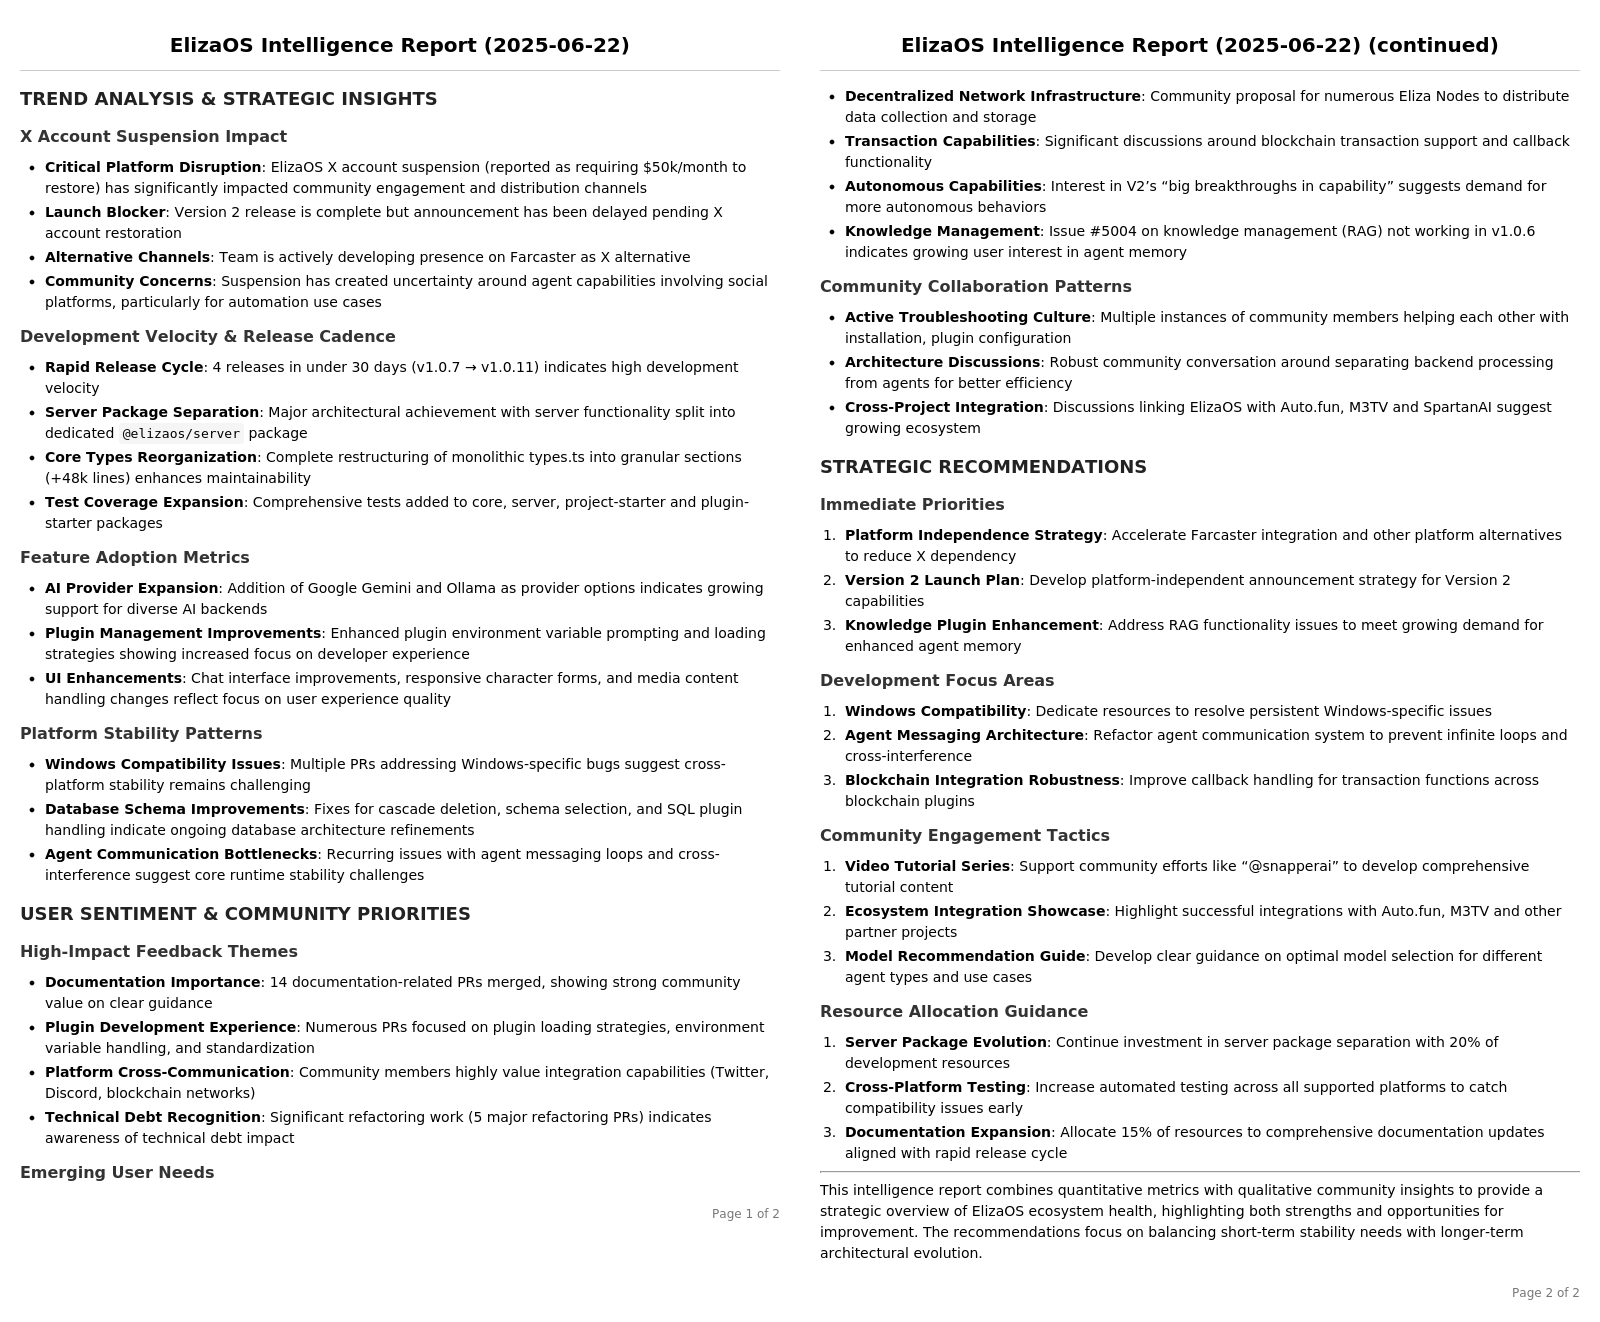 ElizaOS Intelligence Report (2025-06-22)
TREND ANALYSIS & STRATEGIC INSIGHTS
X Account Suspension Impact
• Critical Platform Disruption: ElizaOS X account suspension (reported as requiring $50k/month to
restore) has significantly impacted community engagement and distribution channels
• Launch Blocker: Version 2 release is complete but announcement has been delayed pending X
account restoration
• Alternative Channels: Team is actively developing presence on Farcaster as X alternative
• Community Concerns: Suspension has created uncertainty around agent capabilities involving social
platforms, particularly for automation use cases
Development Velocity & Release Cadence
• Rapid Release Cycle: 4 releases in under 30 days (v1.0.7 → v1.0.11) indicates high development
velocity
• Server Package Separation: Major architectural achievement with server functionality split into
dedicated @elizaos/server package
• Core Types Reorganization: Complete restructuring of monolithic types.ts into granular sections
(+48k lines) enhances maintainability
• Test Coverage Expansion: Comprehensive tests added to core, server, project-starter and plugin-
starter packages
Feature Adoption Metrics
• AI Provider Expansion: Addition of Google Gemini and Ollama as provider options indicates growing
support for diverse AI backends
• Plugin Management Improvements: Enhanced plugin environment variable prompting and loading
strategies showing increased focus on developer experience
• UI Enhancements: Chat interface improvements, responsive character forms, and media content
handling changes reflect focus on user experience quality
Platform Stability Patterns
• Windows Compatibility Issues: Multiple PRs addressing Windows-specific bugs suggest cross-
platform stability remains challenging
• Database Schema Improvements: Fixes for cascade deletion, schema selection, and SQL plugin
handling indicate ongoing database architecture refinements
• Agent Communication Bottlenecks: Recurring issues with agent messaging loops and cross-
interference suggest core runtime stability challenges
USER SENTIMENT & COMMUNITY PRIORITIES
High-Impact Feedback Themes
• Documentation Importance: 14 documentation-related PRs merged, showing strong community
value on clear guidance
• Plugin Development Experience: Numerous PRs focused on plugin loading strategies, environment
variable handling, and standardization
• Platform Cross-Communication: Community members highly value integration capabilities (Twitter,
Discord, blockchain networks)
• Technical Debt Recognition: Significant refactoring work (5 major refactoring PRs) indicates
awareness of technical debt impact
Emerging User Needs
Page 1 of 2
ElizaOS Intelligence Report (2025-06-22) (continued)
• Decentralized Network Infrastructure: Community proposal for numerous Eliza Nodes to distribute
data collection and storage
• Transaction Capabilities: Significant discussions around blockchain transaction support and callback
functionality
• Autonomous Capabilities: Interest in V2’s “big breakthroughs in capability” suggests demand for
more autonomous behaviors
• Knowledge Management: Issue #5004 on knowledge management (RAG) not working in v1.0.6
indicates growing user interest in agent memory
Community Collaboration Patterns
• Active Troubleshooting Culture: Multiple instances of community members helping each other with
installation, plugin configuration
• Architecture Discussions: Robust community conversation around separating backend processing
from agents for better efficiency
• Cross-Project Integration: Discussions linking ElizaOS with Auto.fun, M3TV and SpartanAI suggest
growing ecosystem
STRATEGIC RECOMMENDATIONS
Immediate Priorities
1. Platform Independence Strategy: Accelerate Farcaster integration and other platform alternatives
to reduce X dependency
2. Version 2 Launch Plan: Develop platform-independent announcement strategy for Version 2
capabilities
3. Knowledge Plugin Enhancement: Address RAG functionality issues to meet growing demand for
enhanced agent memory
Development Focus Areas
1. Windows Compatibility: Dedicate resources to resolve persistent Windows-specific issues
2. Agent Messaging Architecture: Refactor agent communication system to prevent infinite loops and
cross-interference
3. Blockchain Integration Robustness: Improve callback handling for transaction functions across
blockchain plugins
Community Engagement Tactics
1. Video Tutorial Series: Support community efforts like “@snapperai” to develop comprehensive
tutorial content
2. Ecosystem Integration Showcase: Highlight successful integrations with Auto.fun, M3TV and other
partner projects
3. Model Recommendation Guide: Develop clear guidance on optimal model selection for different
agent types and use cases
Resource Allocation Guidance
1. Server Package Evolution: Continue investment in server package separation with 20% of
development resources
2. Cross-Platform Testing: Increase automated testing across all supported platforms to catch
compatibility issues early
3. Documentation Expansion: Allocate 15% of resources to comprehensive documentation updates
aligned with rapid release cycle
This intelligence report combines quantitative metrics with qualitative community insights to provide a
strategic overview of ElizaOS ecosystem health, highlighting both strengths and opportunities for
improvement. The recommendations focus on balancing short-term stability needs with longer-term
architectural evolution.
Page 2 of 2